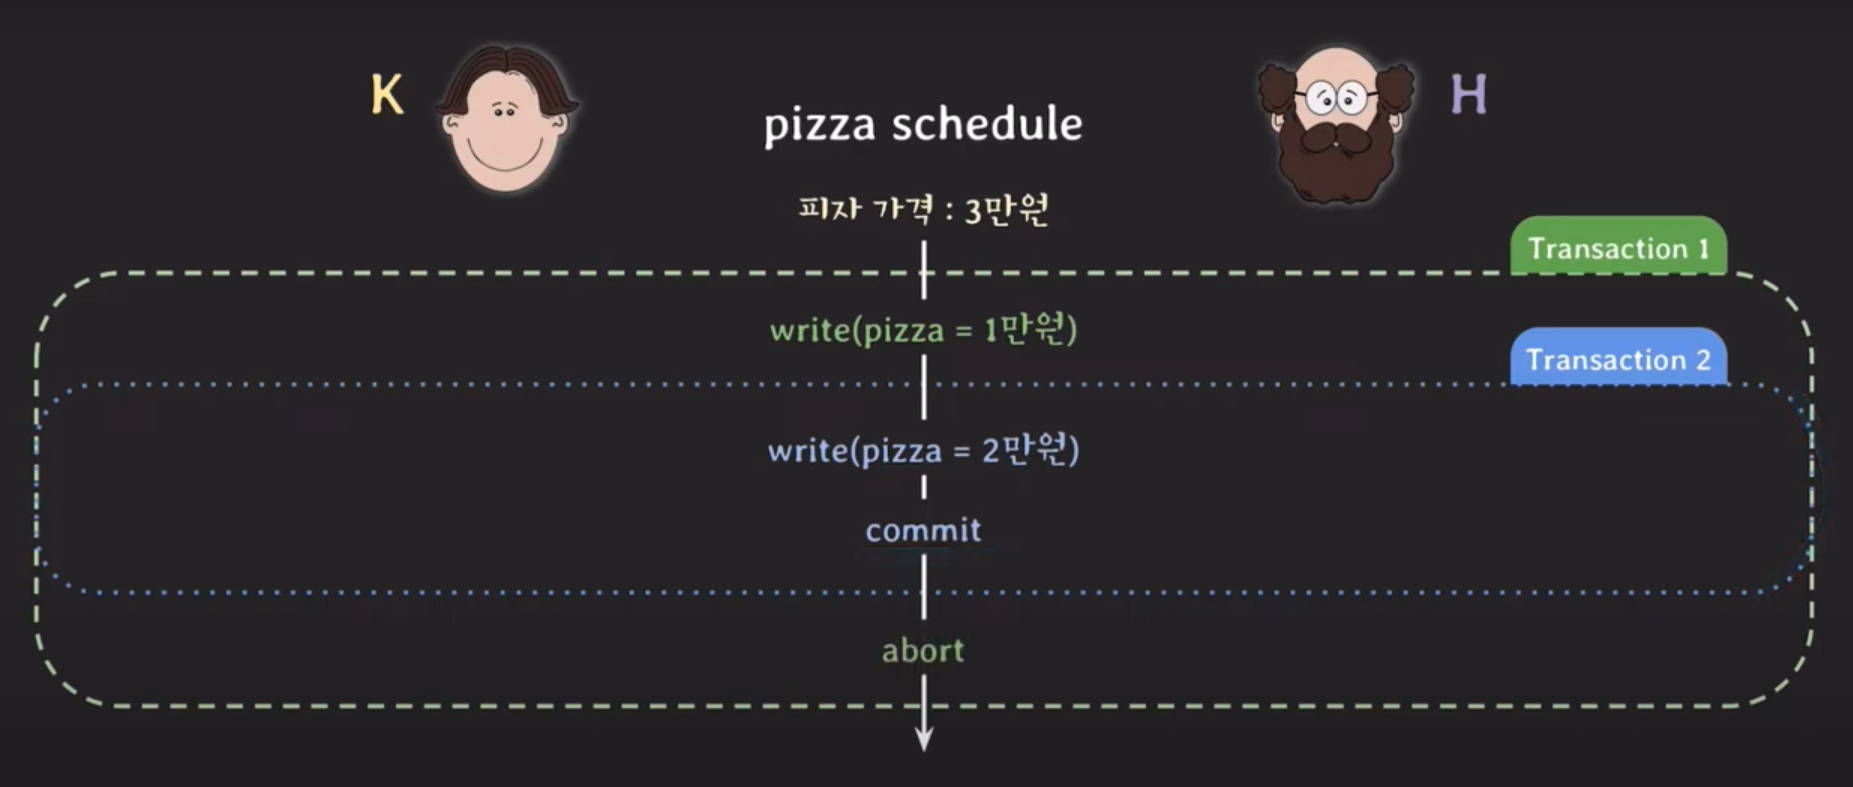 K
H
pizza schedule
피자 가격 : 3만원
Transaction 1
write(pizza = 1만원)
Transaction 2
write(pizza = 2만원)
commit
abort